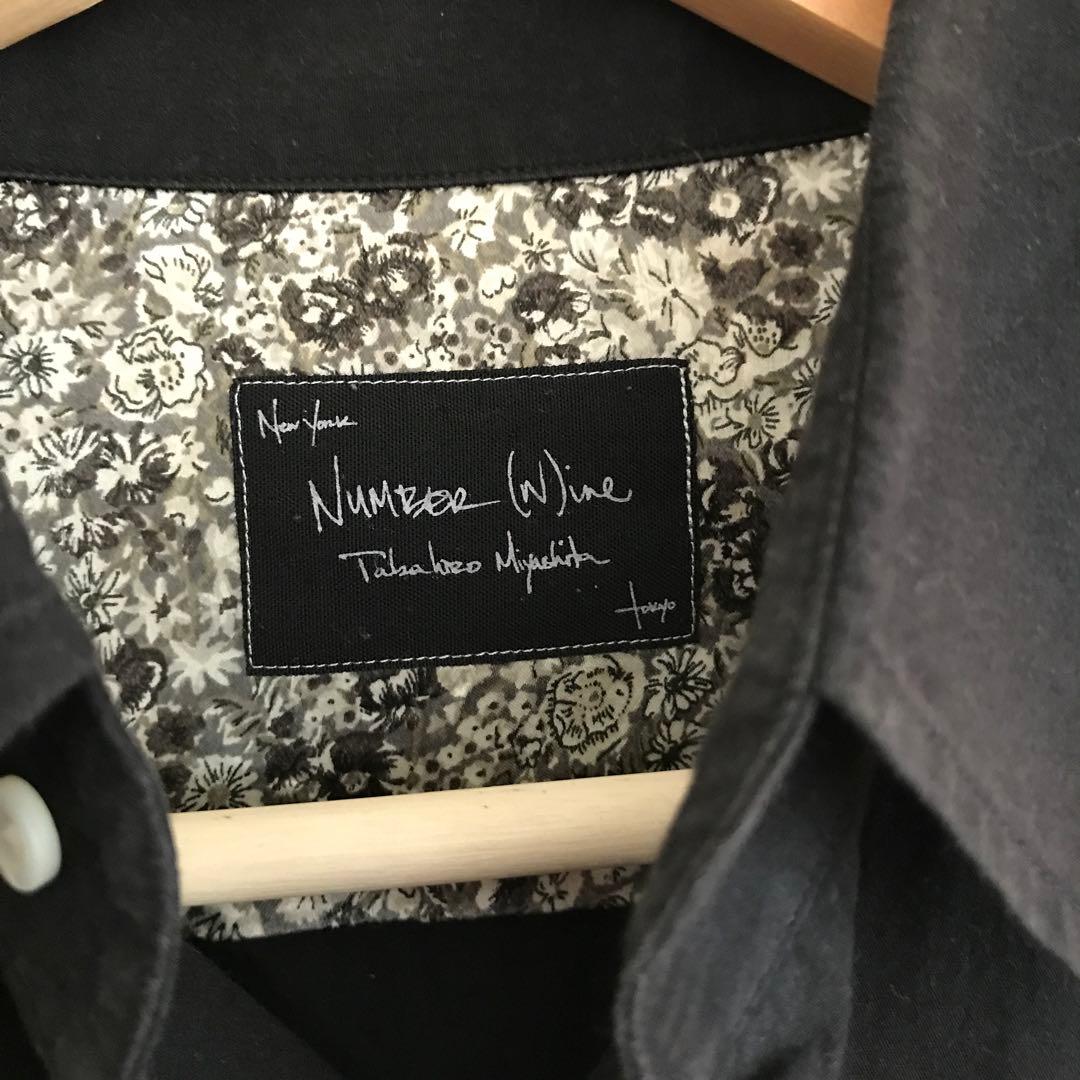 New York
NUMBER (N)ine
Takahiro Miyashita
Tokyo